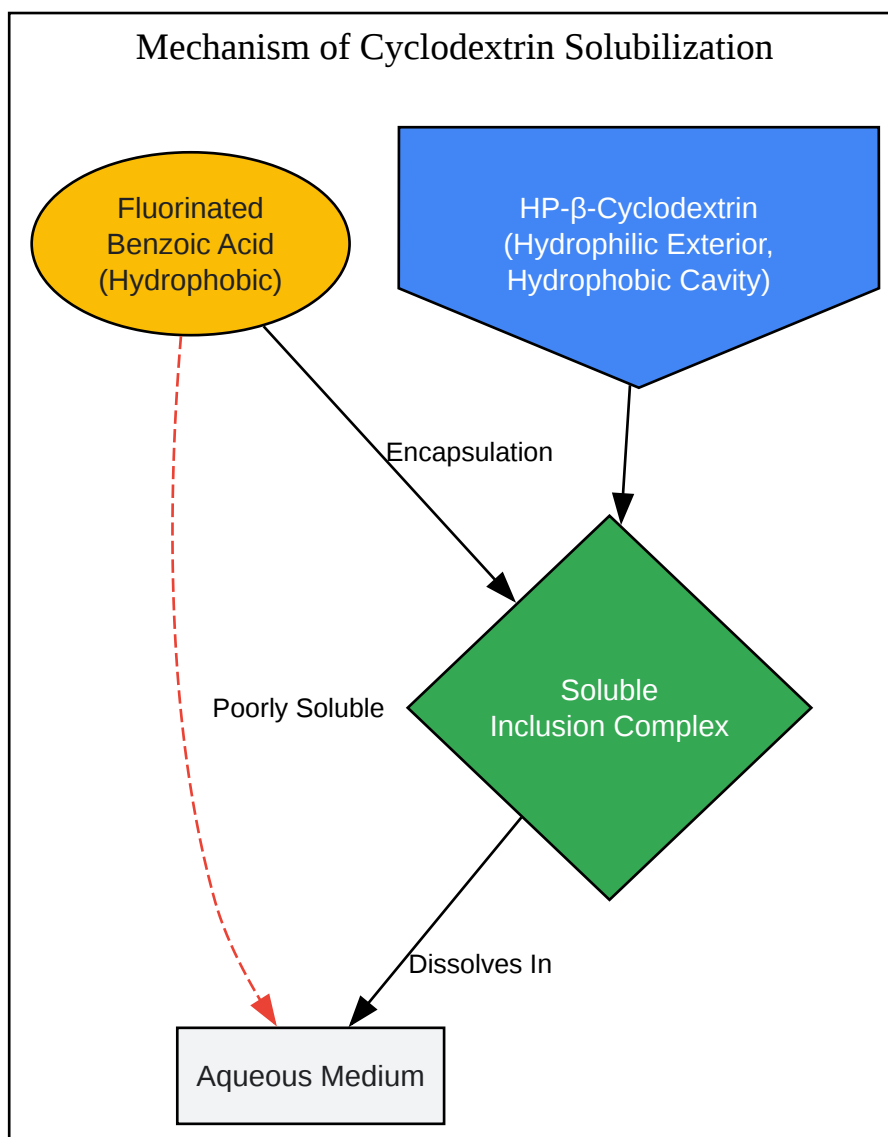 Mechanism of Cyclodextrin Solubilization
Fluorinated
Benzoic Acid
(Hydrophobic)
HP-β-Cyclodextrin
(Hydrophilic Exterior,
Hydrophobic Cavity)
Encapsulation
Poorly Soluble
Soluble
Inclusion Complex
Dissolves In
Aqueous Medium